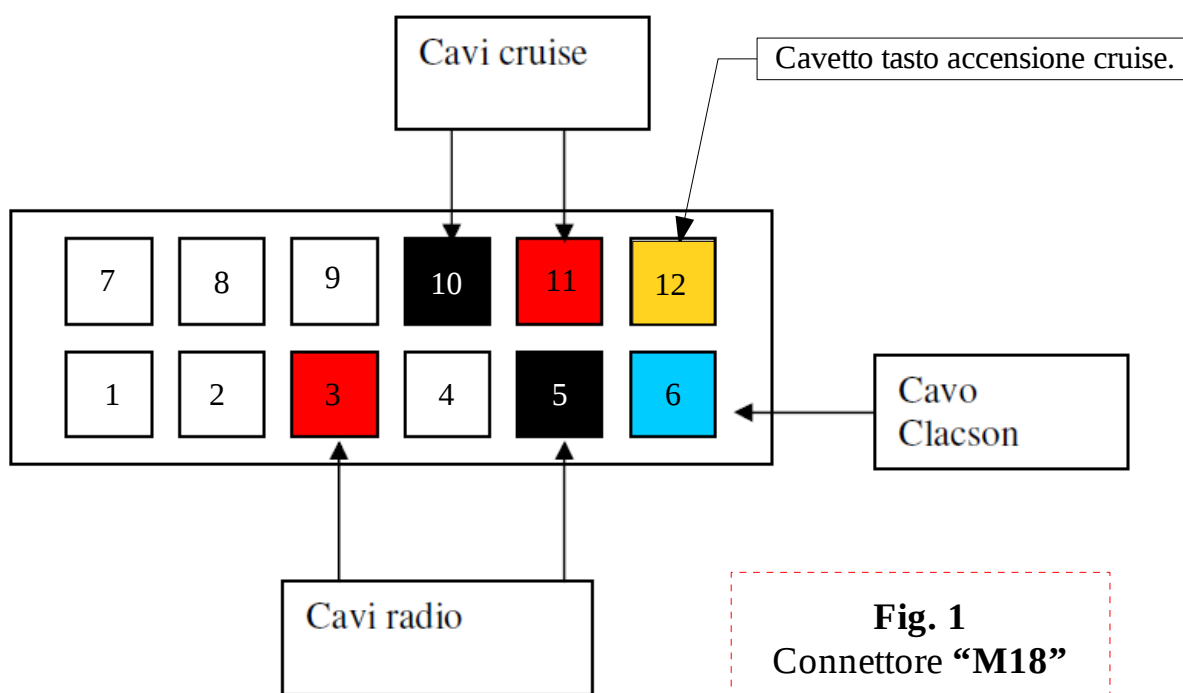 Cavi cruise
Cavetto tasto accensione cruise.
7 8 9 10 11 12
1 2 3 4 5 6
Cavo
Clacson
Cavi radio
Fig. 1
Connettore “M18”